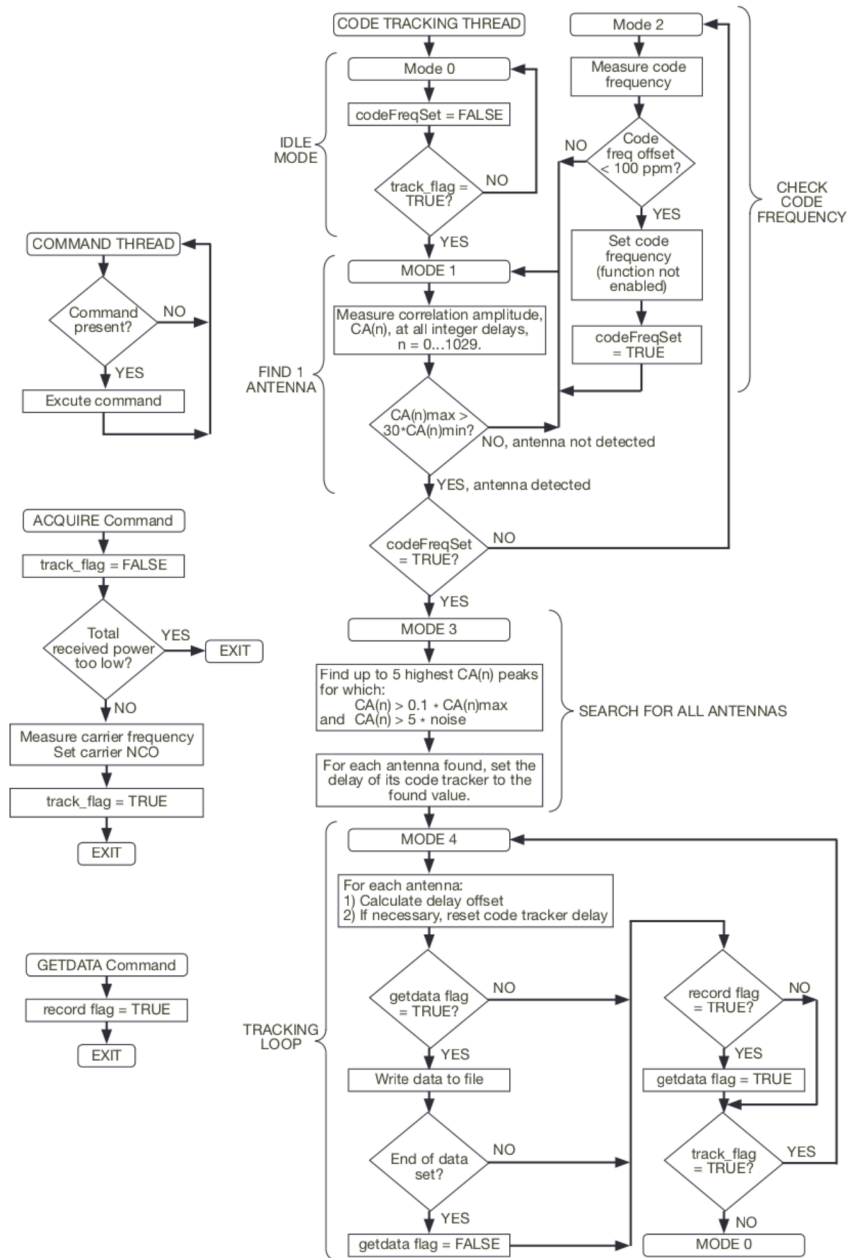 CODE TRACKING THREAD
Mode 0
codeFreqSet = FALSE
IDLE
MODE
track_flag =
TRUE?
NO
YES
Mode 2
Measure code
frequency
Code
freq offset
< 100 ppm?
NO
YES
CHECK
CODE
FREQUENCY
Set code
frequency
(function not
enabled)
codeFreqSet
= TRUE
COMMAND THREAD
Command
present?
NO
YES
Excute command
MODE 1
Measure correlation amplitude,
CA(n), at all integer delays,
n = 0...1029.
FIND 1
ANTENNA
CA(n)max >
30*CA(n)min?
NO, antenna not detected
YES, antenna detected
codeFreqSet
= TRUE?
NO
YES
ACQUIRE Command
track_flag = FALSE
Total
received power
too low?
YES
EXIT
NO
Measure carrier frequency
Set carrier NCO
track_flag = TRUE
EXIT
MODE 3
Find up to 5 highest CA(n) peaks
for which:
CA(n) > 0.1 * CA(n)max
and CA(n) > 5 * noise
SEARCH FOR ALL ANTENNAS
For each antenna found, set the
delay of its code tracker to the
found value.
MODE 4
For each antenna:
1) Calculate delay offset
2) If necessary, reset code tracker delay
GETDATA Command
record flag = TRUE
EXIT
TRACKING
LOOP
getdata flag
= TRUE?
NO
YES
Write data to file
End of data
set?
NO
YES
getdata flag = FALSE
record flag
= TRUE?
NO
YES
getdata flag = TRUE
track_flag
= TRUE?
YES
NO
MODE 0